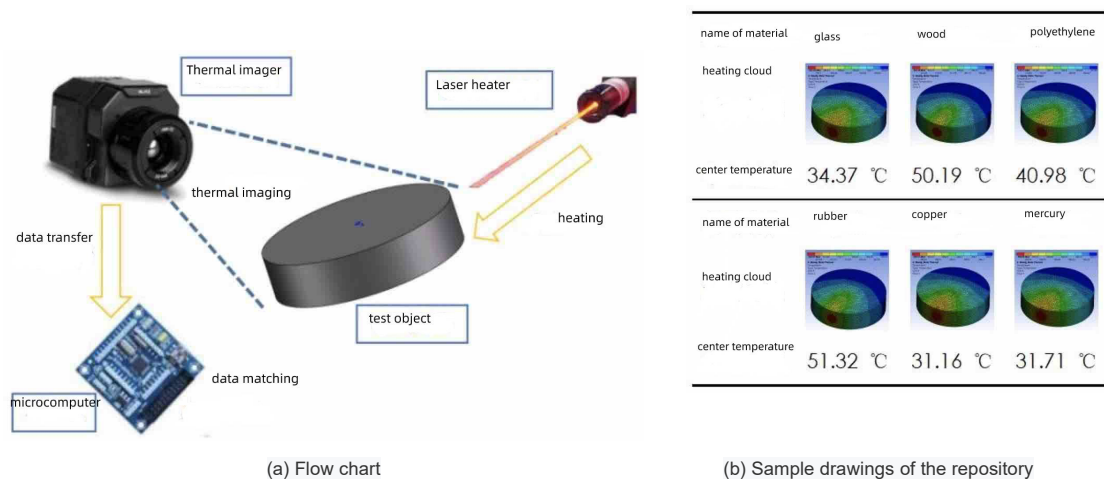 Thermal imager
Laser heater
thermal imaging
heating
data transfer
test object
data matching
microcomputer
(a) Flow chart
name of material glass wood polyethylene
heating cloud
center temperature 34.37 ℃ 50.19 ℃ 40.98 ℃
name of material rubber copper mercury
heating cloud
center temperature 51.32 ℃ 31.16 ℃ 31.71 ℃
(b) Sample drawings of the repository